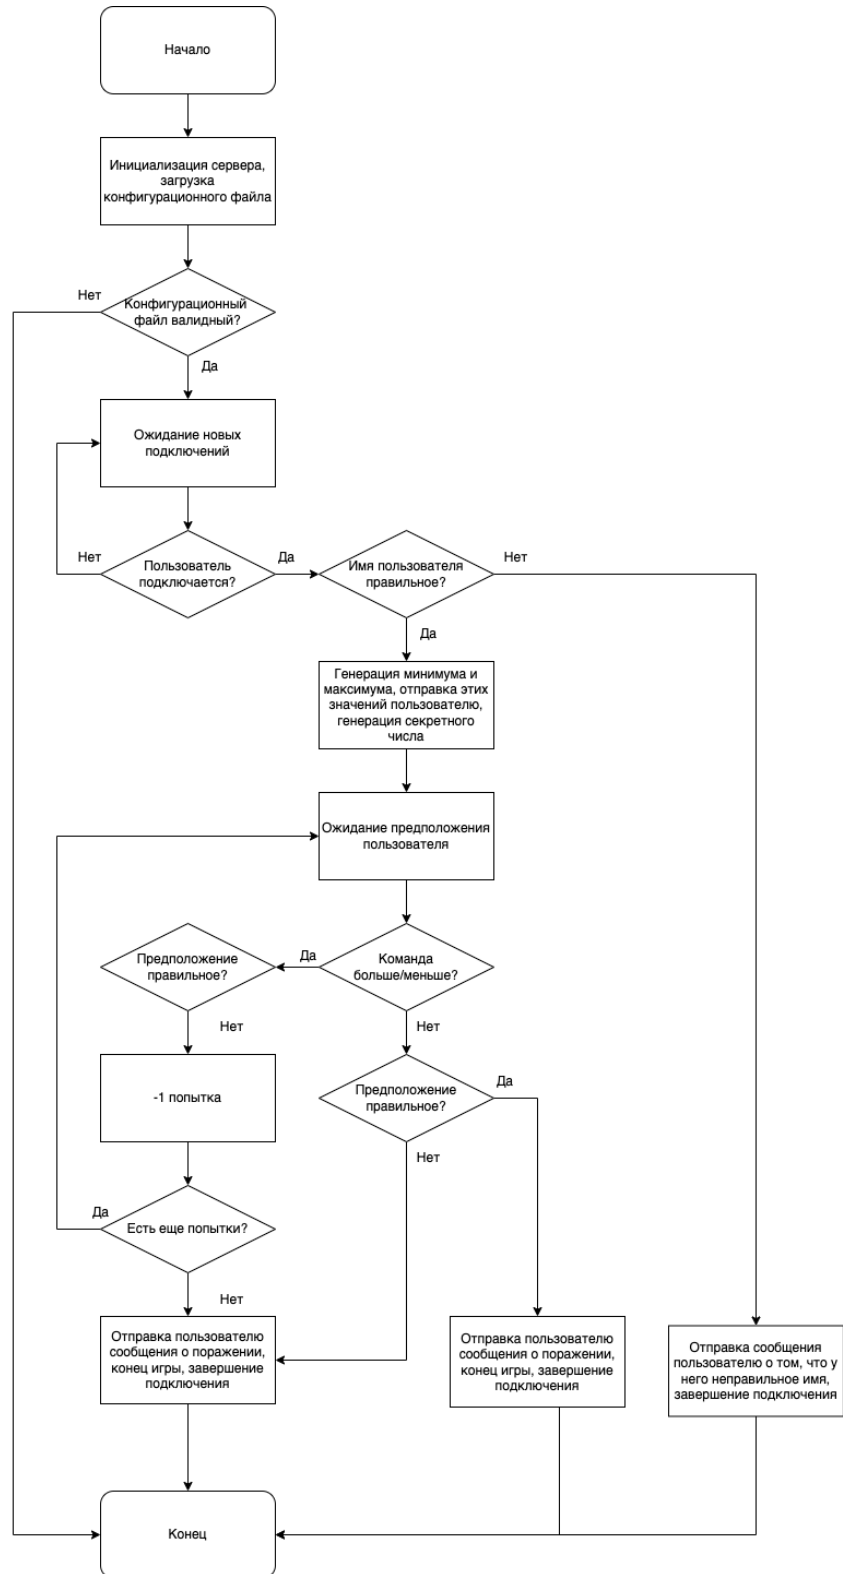 Начало
Инициализация сервера,
загрузка
конфигурационного файла
Нет
Конфигурационный
файл валидный?
Да
Ожидание новых
подключений
Нет
Пользователь
подключается?
Да
Имя пользователя
правильное?
Нет
Да
Генерация минимума и
максимума, отправка этих
значений пользователю,
генерация секретного
числа
Ожидание предположения
пользователя
Предположение
правильное?
Да
Команда
больше/меньше?
Нет
Нет
-1 попытка
Предположение
правильное?
Да
Нет
Да
Есть еще попытки?
Нет
Отправка пользователю
сообщения о поражении,
конец игры, завершение
подключения
Отправка пользователю
сообщения о поражении,
конец игры, завершение
подключения
Отправка сообщения
пользователю о том, что у
него неправильное имя,
завершение подключения
Конец